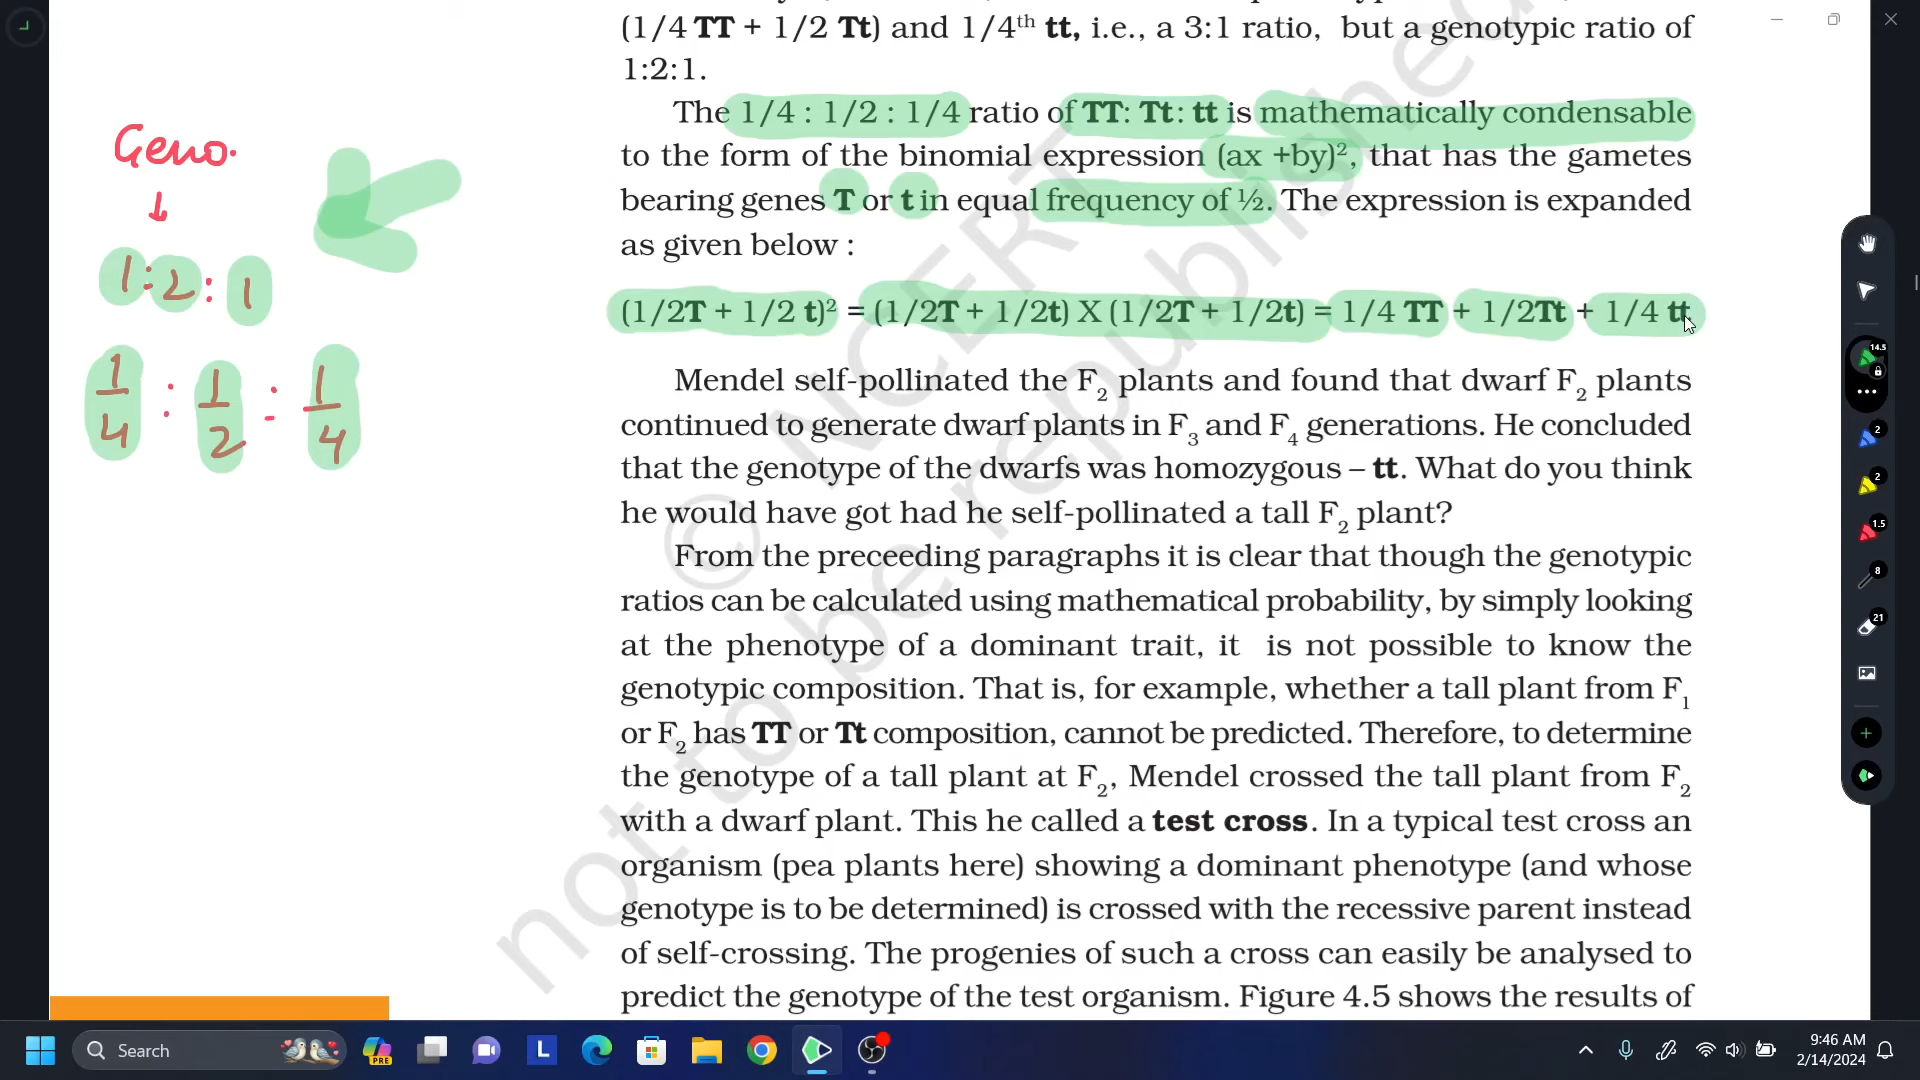 (1/4 TT + 1/2 Tt) and 1/4th tt, i.e., a 3:1 ratio, but a genotypic ratio of
1:2:1.
The 1/4 : 1/2 : 1/4 ratio of TT: Tt: tt is mathematically condensable
to the form of the binomial expression (ax +by)², that has the gametes
bearing genes T or t in equal frequency of ½. The expression is expanded
as given below :
(1/2T + 1/2 t)² = (1/2T + 1/2t) X (1/2T + 1/2t) = 1/4 TT + 1/2Tt + 1/4 tt
Mendel self-pollinated the F₂ plants and found that dwarf F₂ plants
continued to generate dwarf plants in F₃ and F₄ generations. He concluded
that the genotype of the dwarfs was homozygous – tt. What do you think
he would have got had he self-pollinated a tall F₂ plant?
From the preceeding paragraphs it is clear that though the genotypic
ratios can be calculated using mathematical probability, by simply looking
at the phenotype of a dominant trait, it is not possible to know the
genotypic composition. That is, for example, whether a tall plant from F₁
or F₂ has TT or Tt composition, cannot be predicted. Therefore, to determine
the genotype of a tall plant at F₂, Mendel crossed the tall plant from F₂
with a dwarf plant. This he called a test cross. In a typical test cross an
organism (pea plants here) showing a dominant phenotype (and whose
genotype is to be determined) is crossed with the recessive parent instead
of self-crossing. The progenies of such a cross can easily be analysed to
predict the genotype of the test organism. Figure 4.5 shows the results of
Geno.
↓
1:2:1
1/4 : 1/2 : 1/4
© NCERT
not to be republished
14.5
2
2
1.5
8
21
Search
PRE
L
9:46 AM
2/14/2024